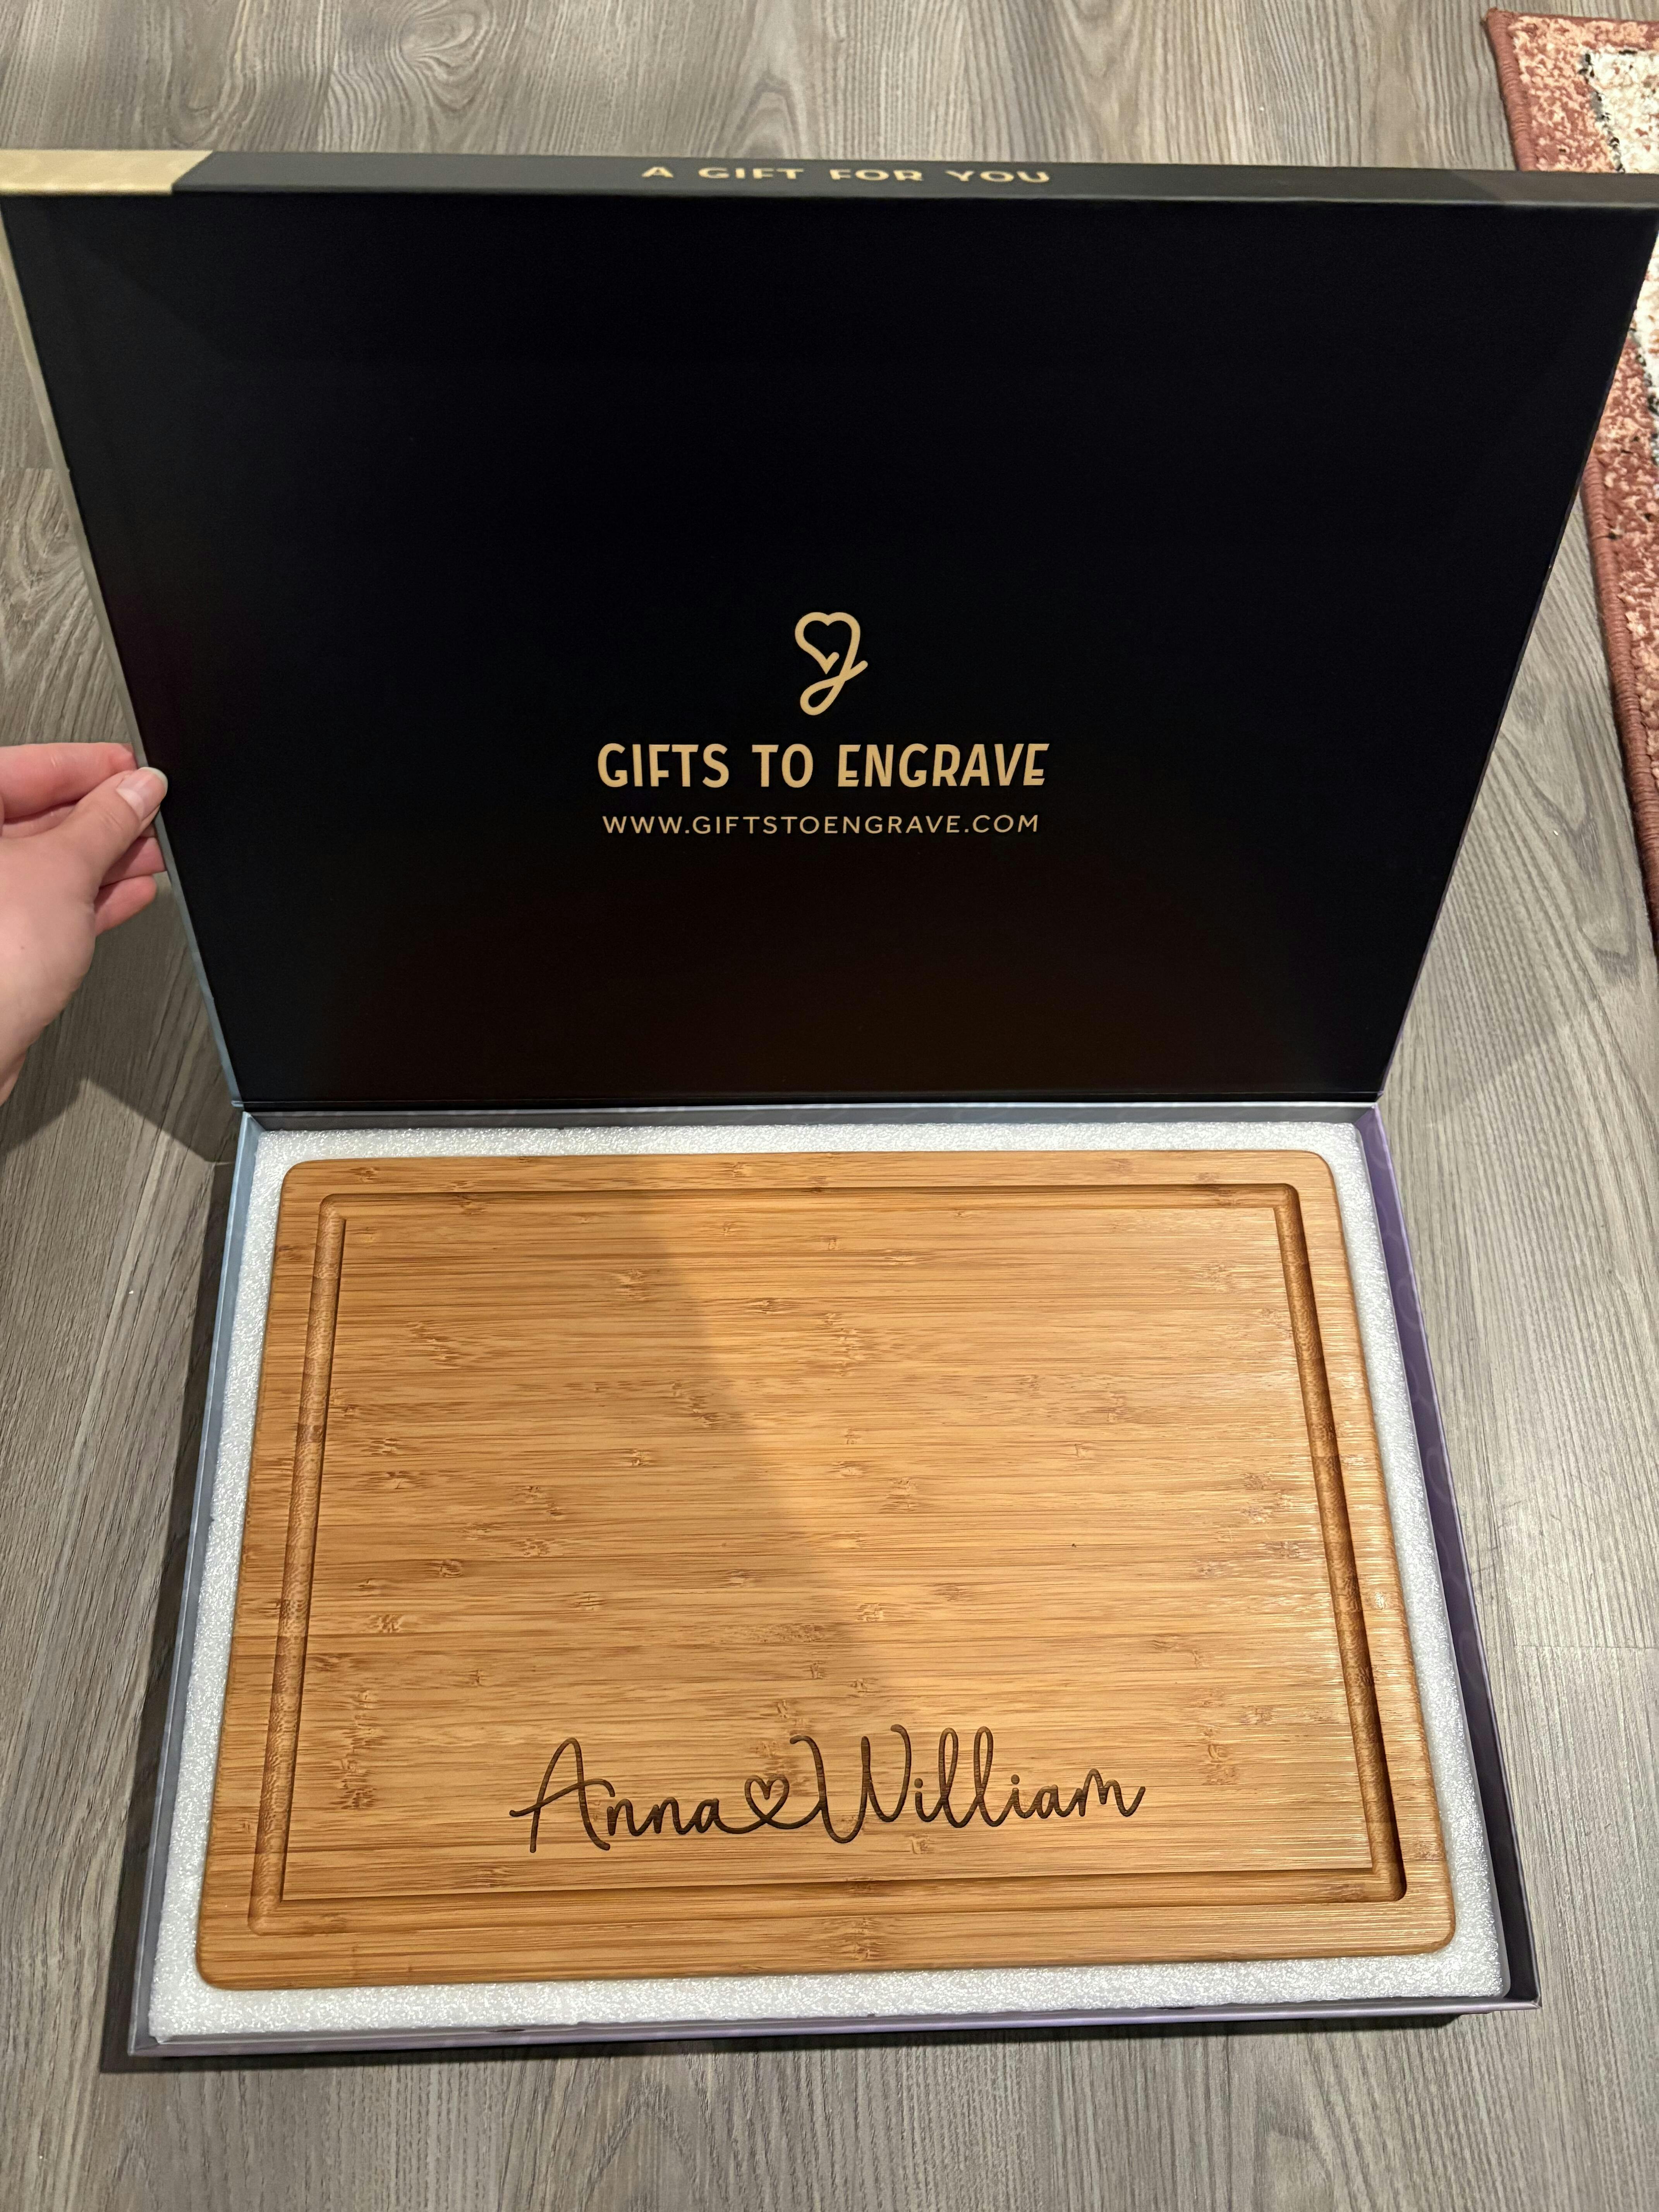 A GIFT FOR YOU
GIFTS TO ENGRAVE
WWW.GIFTSTOENGRAVE.COM
Anna William